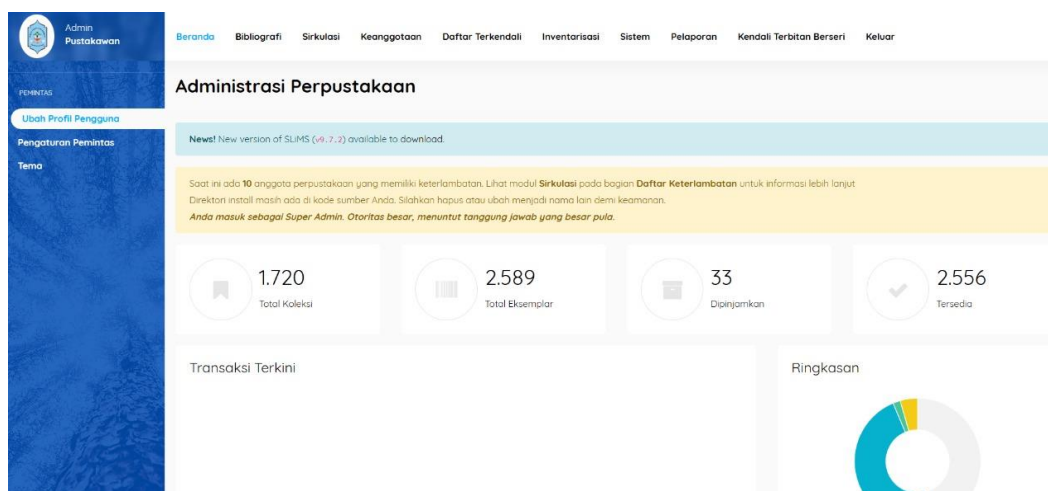 Admin
Pustakawan
Beranda Bibliografi Sirkulasi Keanggotaan Daftar Terkendali Inventarisasi Sistem Pelaporan Kendali Terbitan Berseri Keluar
PEMINTAS
Ubah Profil Pengguna
Pengaturan Pemintas
Tema
Administrasi Perpustakaan
News! New version of SLiMS (v9.7.2) available to download.
Saat ini ada 10 anggota perpustakaan yang memiliki keterlambatan. Lihat modul Sirkulasi pada bagian Daftar Keterlambatan untuk informasi lebih lanjut
Direktori install masih ada di kode sumber Anda. Silahkan hapus atau ubah menjadi nama lain demi keamanan.
Anda masuk sebagai Super Admin. Otoritas besar, menuntut tanggung jawab yang besar pula.
1.720
Total Koleksi
2.589
Total Eksemplar
33
Dipinjamkan
2.556
Tersedia
Transaksi Terkini
Ringkasan